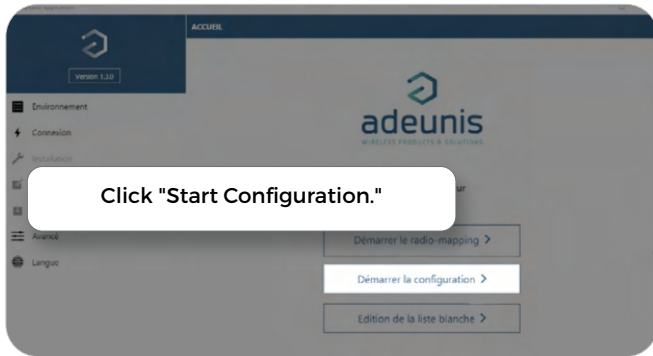 ACCUEIL
Version 1.3.0
Environnement
Connexion
Installation
Avancé
Langue
adeunis
WIRELESS PRODUCTS & SOLUTIONS
Click "Start Configuration."
Démarrer le radio-mapping >
Démarrer la configuration >
Edition de la liste blanche >